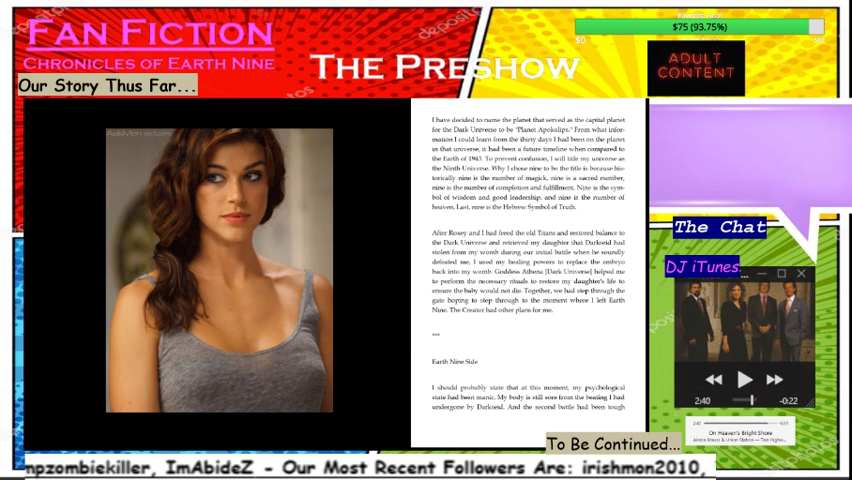 FAN FICTION
CHRONICLES OF EARTH NINE
Our Story Thus Far...
THE PRESHOW
$75 (93.75%)
$0
ADULT
CONTENT
I have decided to name the planet that served as the capital planet
for the Dark Universe to be "Planet Apokolips." From what infor-
mation I could learn from the thirty days I had been on the planet
in that universe, it had been a future timeline when compared to
the Earth of 1943. To prevent confusion, I will title my universe as
the Ninth Universe. Why I chose nine to be the title is because his-
torically nine is the number of magick, nine is a sacred number,
nine is the number of completion and fulfillment. Nine is the sym-
bol of wisdom and good leadership, and nine is the number of
heaven. Last, nine is the Hebrew Symbol of Truth.
After Roxey and I had freed the old Titans and restored balance to
the Dark Universe and retrieved my daughter that Darkseid had
stolen from my womb during our initial battle when he soundly
defeated me, I used my healing powers to replace the embryo
back into my womb. Goddess Athena [Dark Universe] helped me
to perform the necessary rituals to restore my daughter's life to
ensure the baby would not die. Together, we had step through the
gate hoping to step through to the moment where I left Earth
Nine. The Creator had other plans for me.
***
Earth Nine Side
I should probably state that at this moment, my psychological
state had been manic. My body is still sore from the beating I had
undergone by Darkseid. And the second battle had been tough
The Chat
DJ iTunes
2:40
-0:22
2:40
On Heaven's Bright Shore
Alison Krauss & Union Station — Two Highw...
To Be Continued...
mpzombiekiller, ImAbideZ - Our Most Recent Followers Are: irishmon2010,